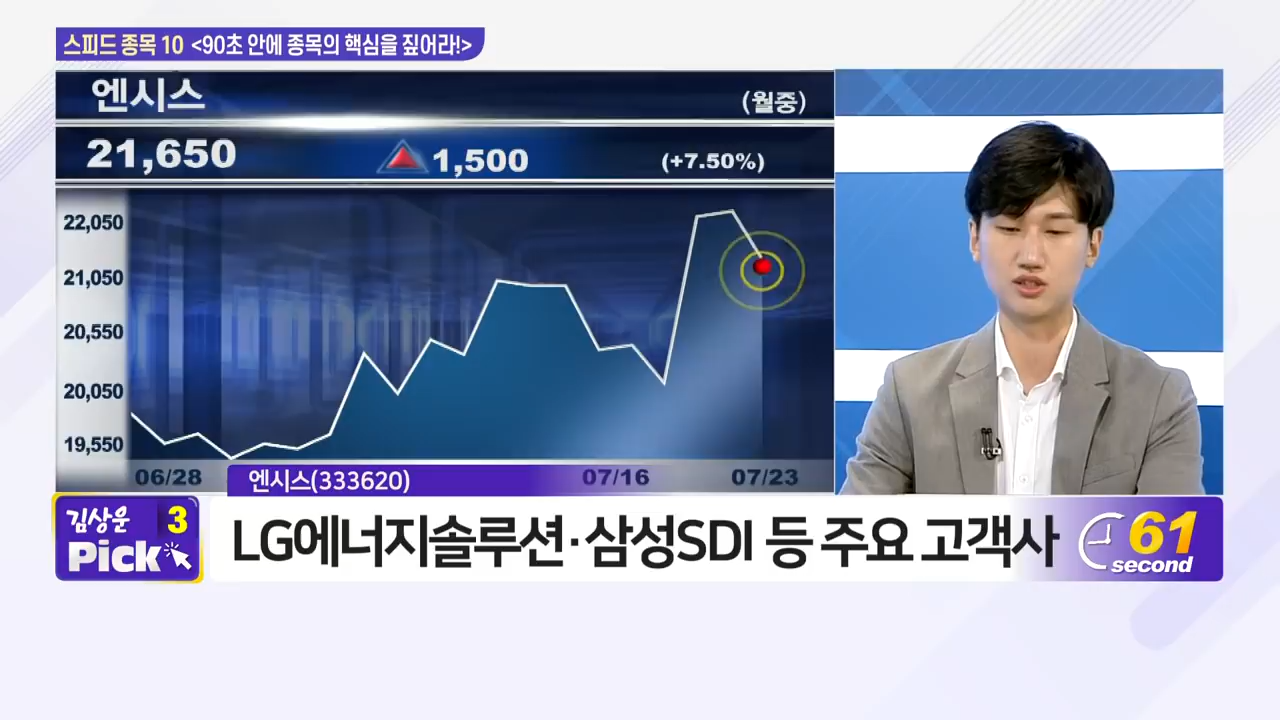 스피드 종목 10 <90초 안에 종목의 핵심을 짚어라!>
엔시스
(월중)
21,650 ▲ 1,500 (+7.50%)
22,050
21,050
20,550
20,050
19,550
06/28 07/16 07/23
엔시스(333620)
김상운 3
Pick
LG에너지솔루션·삼성SDI 등 주요 고객사
61
second